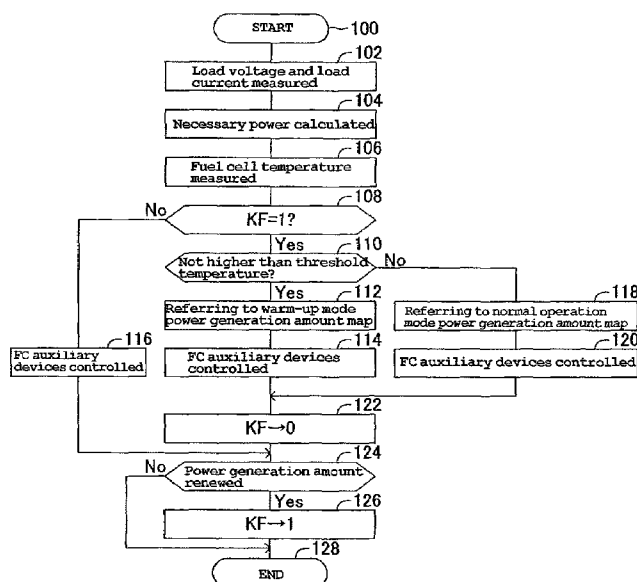 START
100
102
Load voltage and load
current measured
104
Necessary power calculated
106
Fuel cell temperature
measured
108
No
KF=1?
Yes
110
Not higher than threshold
temperature?
No
Yes
112
118
Referring to warm-up mode
power generation amount map
Referring to normal operation
mode power generation amount map
116
114
120
FC auxiliary
devices controlled
FC auxiliary devices
controlled
FC auxiliary devices controlled
122
KF→0
124
No
Power generation amount
renewed
Yes
126
KF→1
128
END